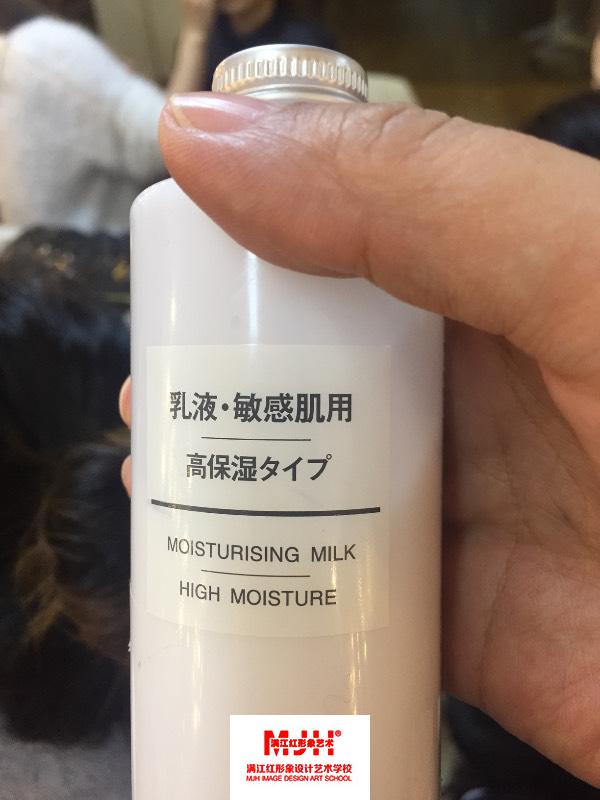 乳液・敏感肌用
高保湿タイプ
MOISTURISING MILK
HIGH MOISTURE
MJH®
满江红形象艺术
满江红形象设计艺术学校
MJH IMAGE DESIGN ART SCHOOL